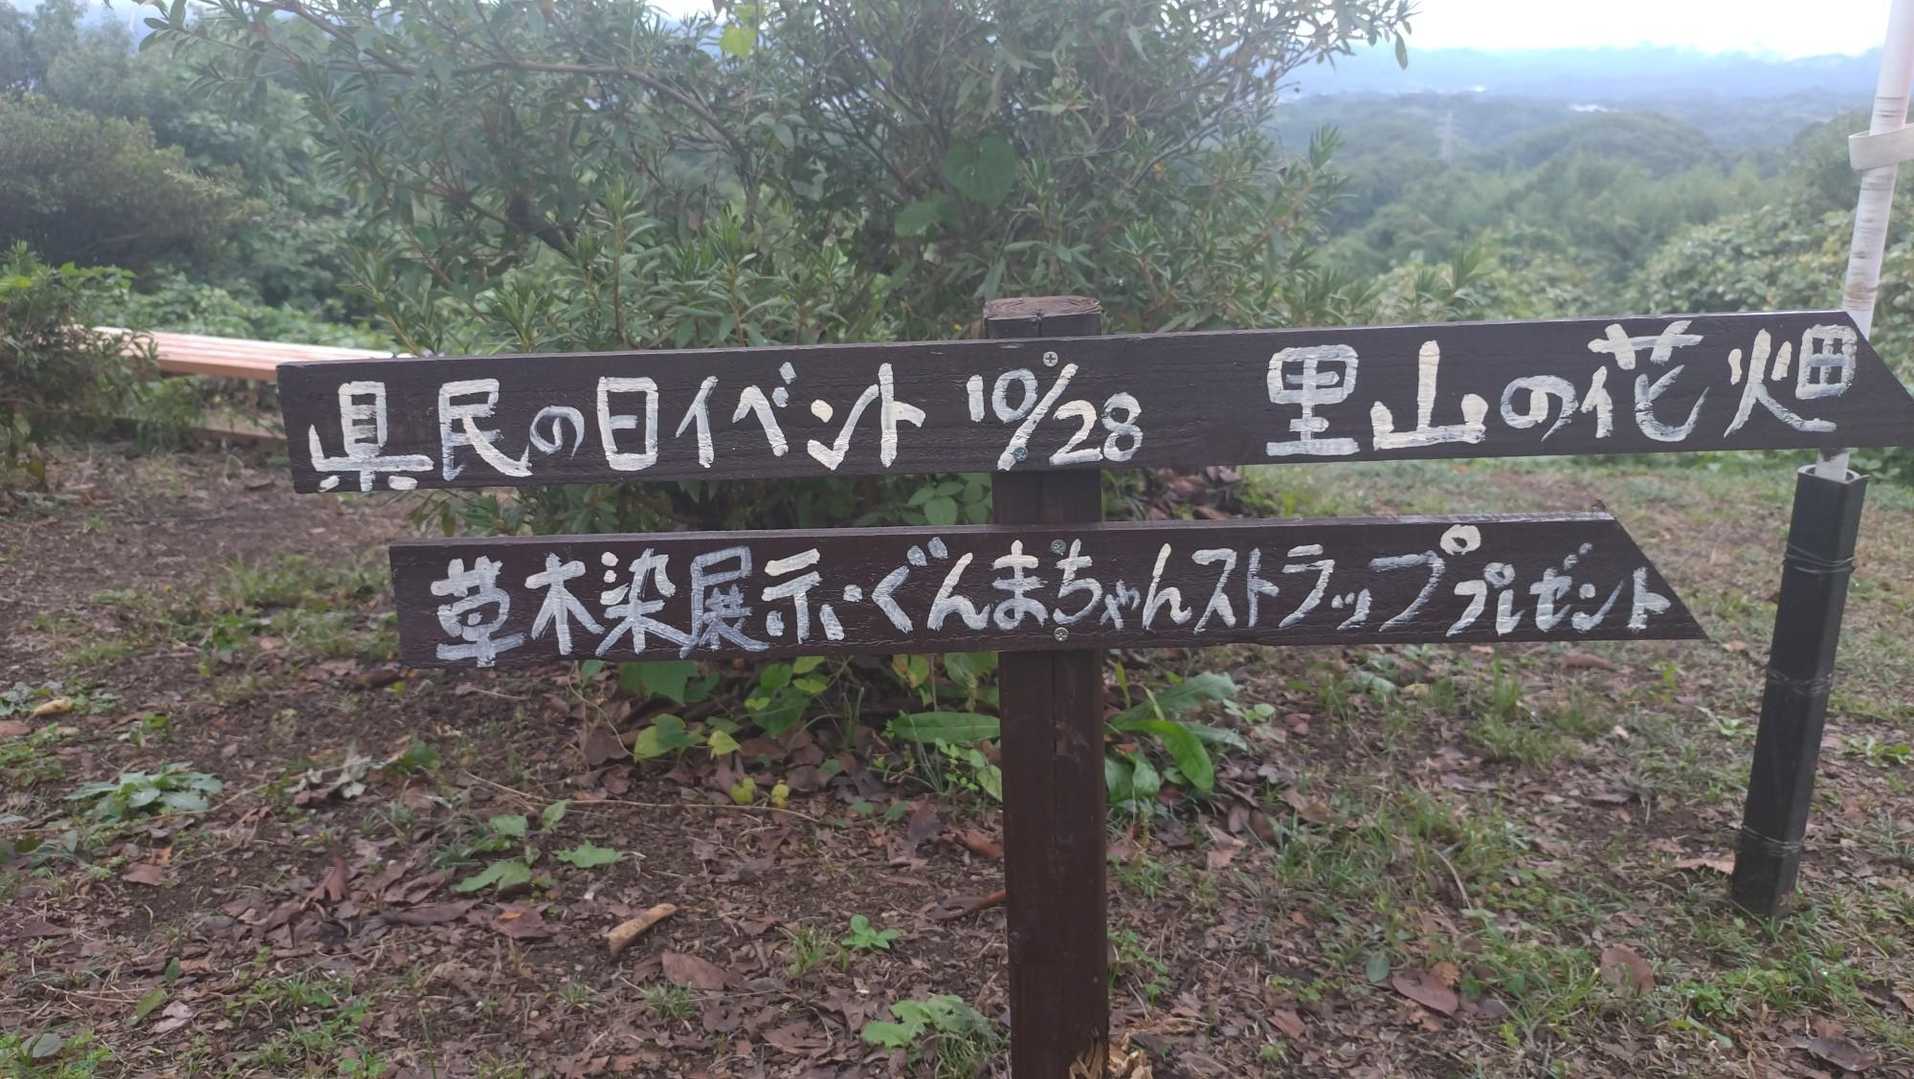 県民の日イベント 10/28 里山の花畑
草木染展示・ぐんまちゃんストラッププレゼント